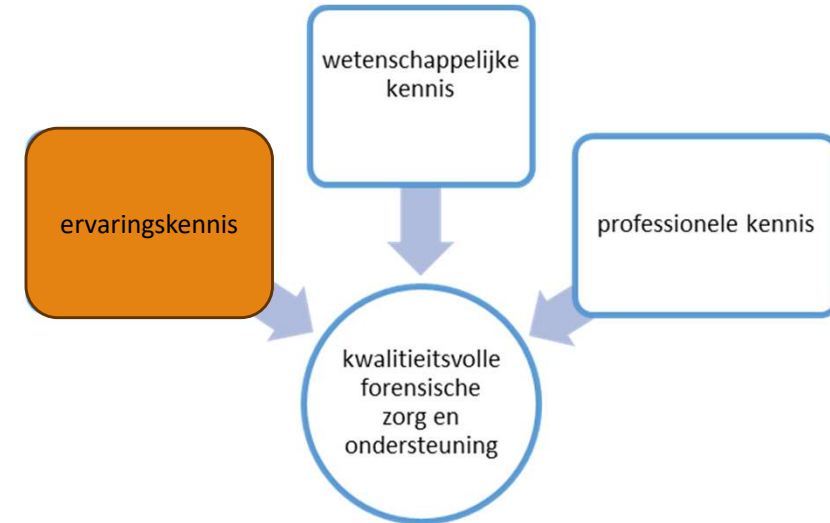 wetenschappelijke
kennis
ervaringskennis
professionele kennis
kwalitieitsvolle
forensische
zorg en
ondersteuning